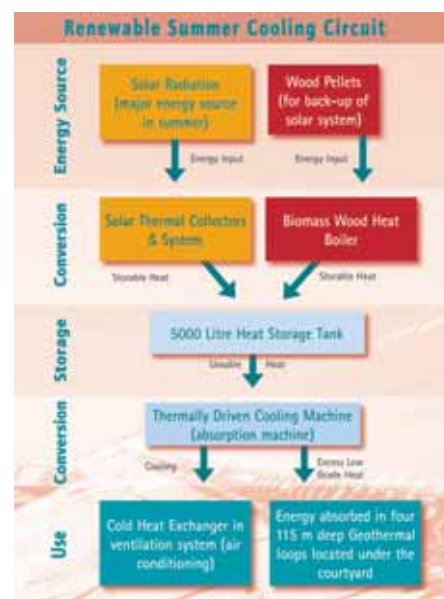 Renewable Summer Cooling Circuit
Energy Source
Solar Radiation
(major energy source
in summer)
Wood Pellets
(for back-up of
solar system)
Energy Input
Energy Input
Conversion
Solar Thermal Collectors
& System
Biomass Wood Heat
Boiler
Storable Heat
Storable Heat
Storage
5000 Litre Heat Storage Tank
Useable Heat
Conversion
Thermally Driven Cooling Machine
(absorption machine)
Cooling
Excess Low
Grade Heat
Use
Cold Heat Exchanger in
ventilation system (air
conditioning)
Energy absorbed in four
115 m deep Geothermal
loops located under the
courtyard